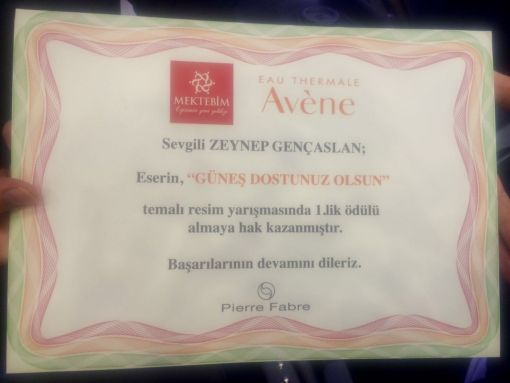 MEKTEBİM
Eğitimin yeni yıldızı
EAU THERMALE
Avène
Sevgili ZEYNEP GENÇASLAN;
Eserin, “GÜNEŞ DOSTUNUZ OLSUN”
temalı resim yarışmasında 1.lik ödülü
almaya hak kazanmıştır.
Başarılarının devamını dileriz.
Pierre Fabre